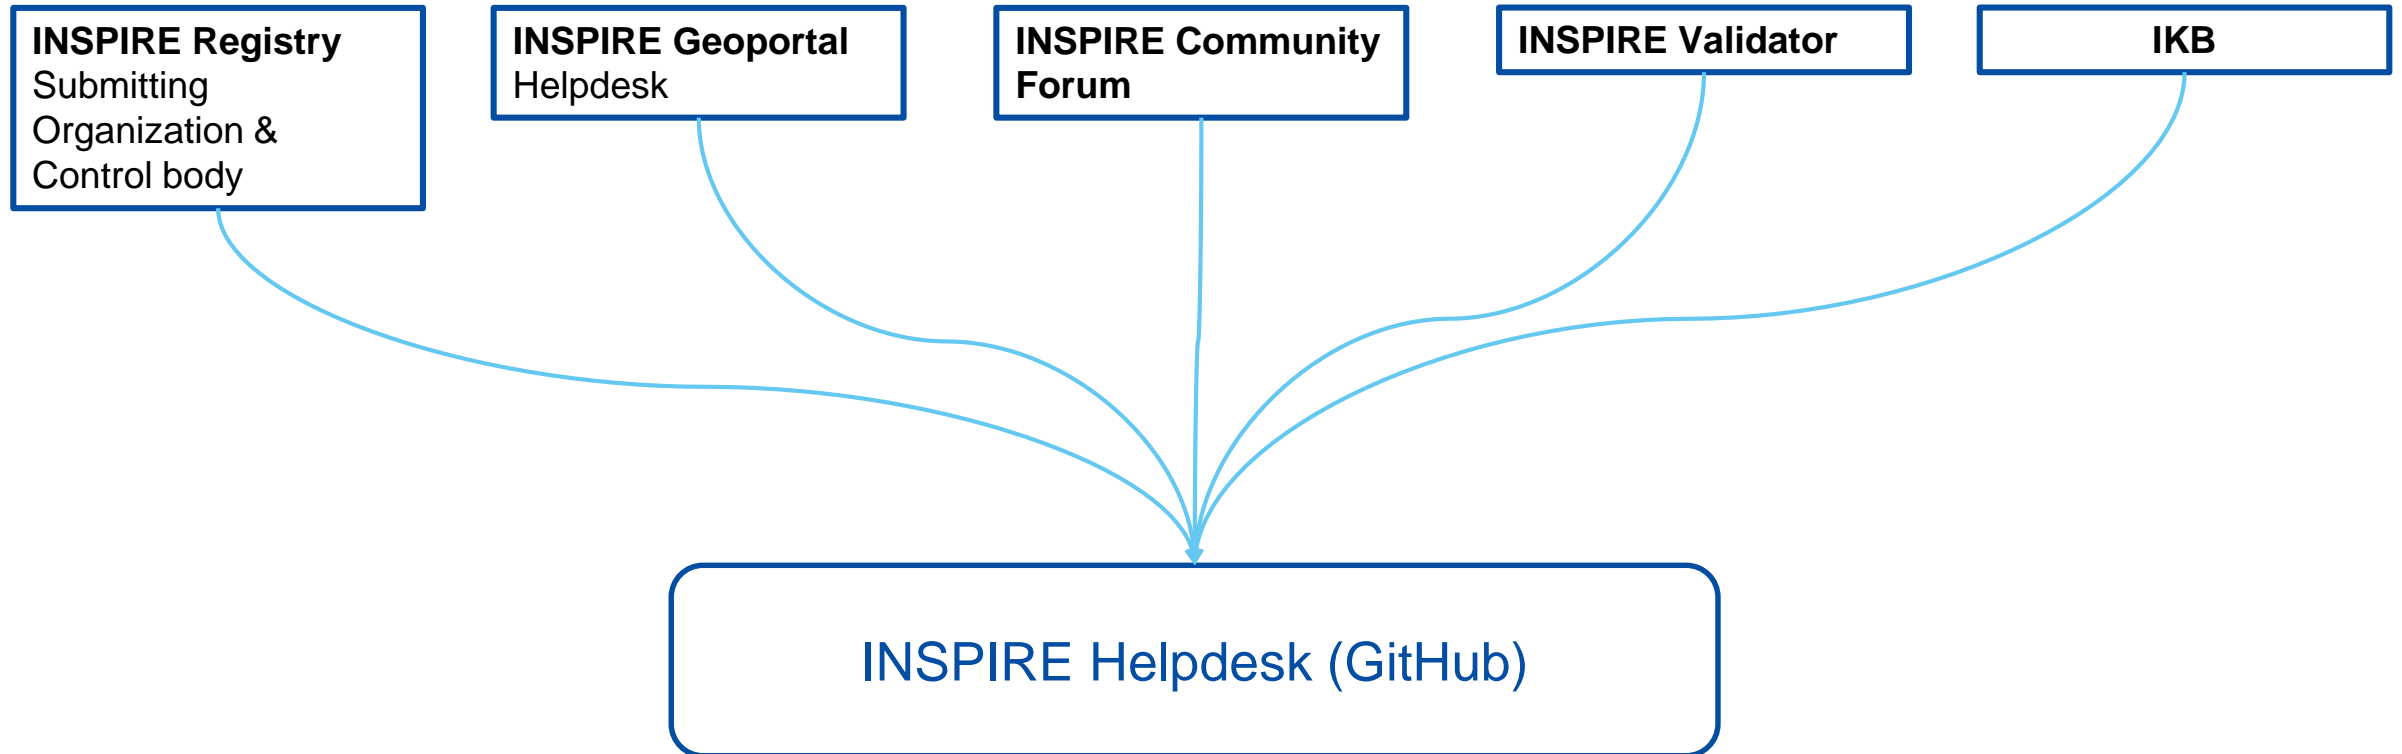 INSPIRE Registry
Submitting
Organization &
Control body
INSPIRE Geoportal
Helpdesk
INSPIRE Community
Forum
INSPIRE Validator
IKB
INSPIRE Helpdesk (GitHub)